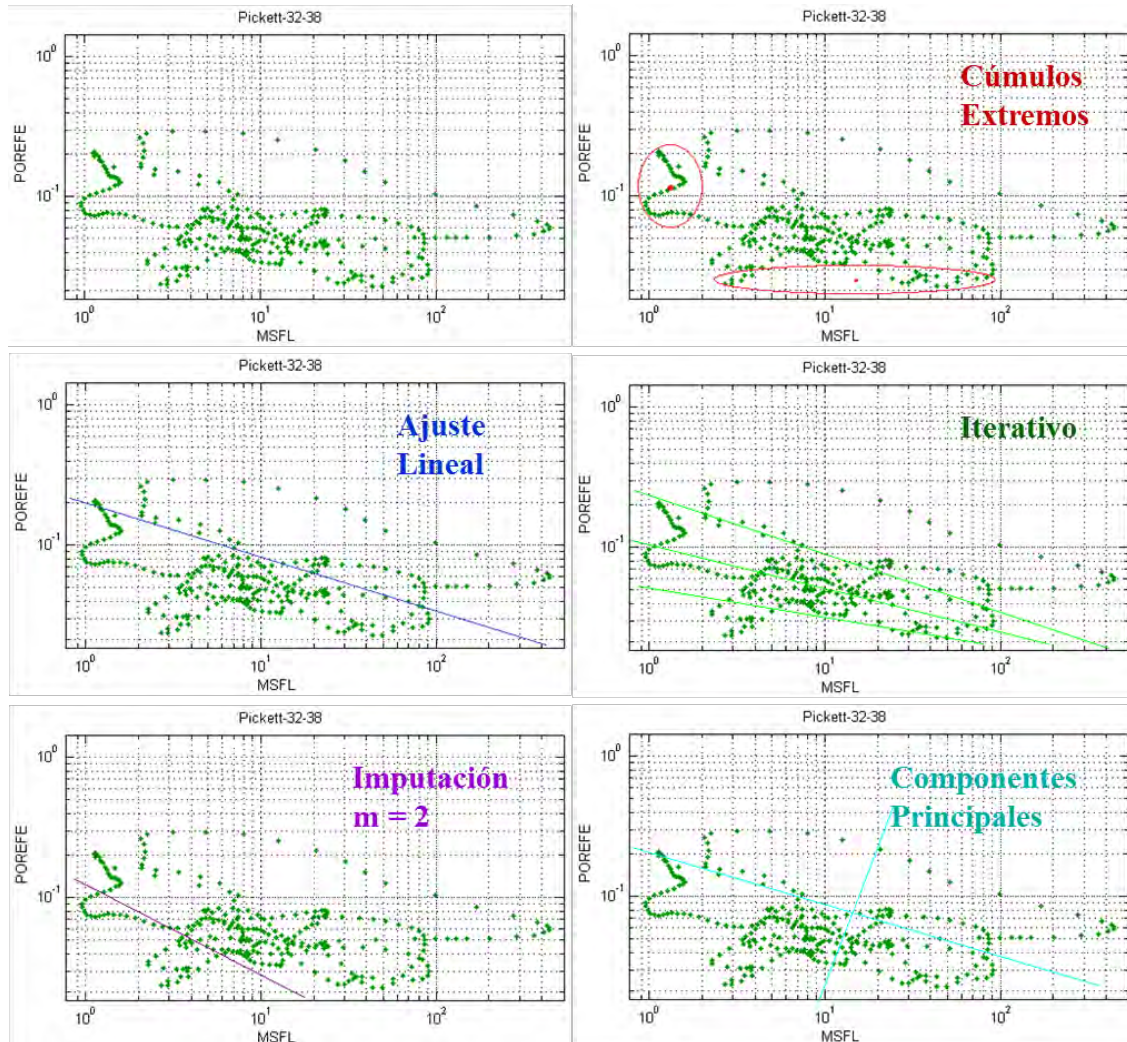 Pickett-32-38
10^0
10^-1
POREFE
10^0
10^1
10^2
MSFL
Pickett-32-38
Cúmulos
Extremos
10^0
10^-1
POREFE
10^0
10^1
10^2
MSFL
Pickett-32-38
Ajuste
Lineal
10^0
10^-1
POREFE
10^0
10^1
10^2
MSFL
Pickett-32-38
Iterativo
10^0
10^-1
POREFE
10^0
10^1
10^2
MSFL
Pickett-32-38
Imputación
m = 2
10^0
10^-1
POREFE
10^0
10^1
10^2
MSFL
Pickett-32-38
Componentes
Principales
10^0
10^-1
POREFE
10^0
10^1
10^2
MSFL